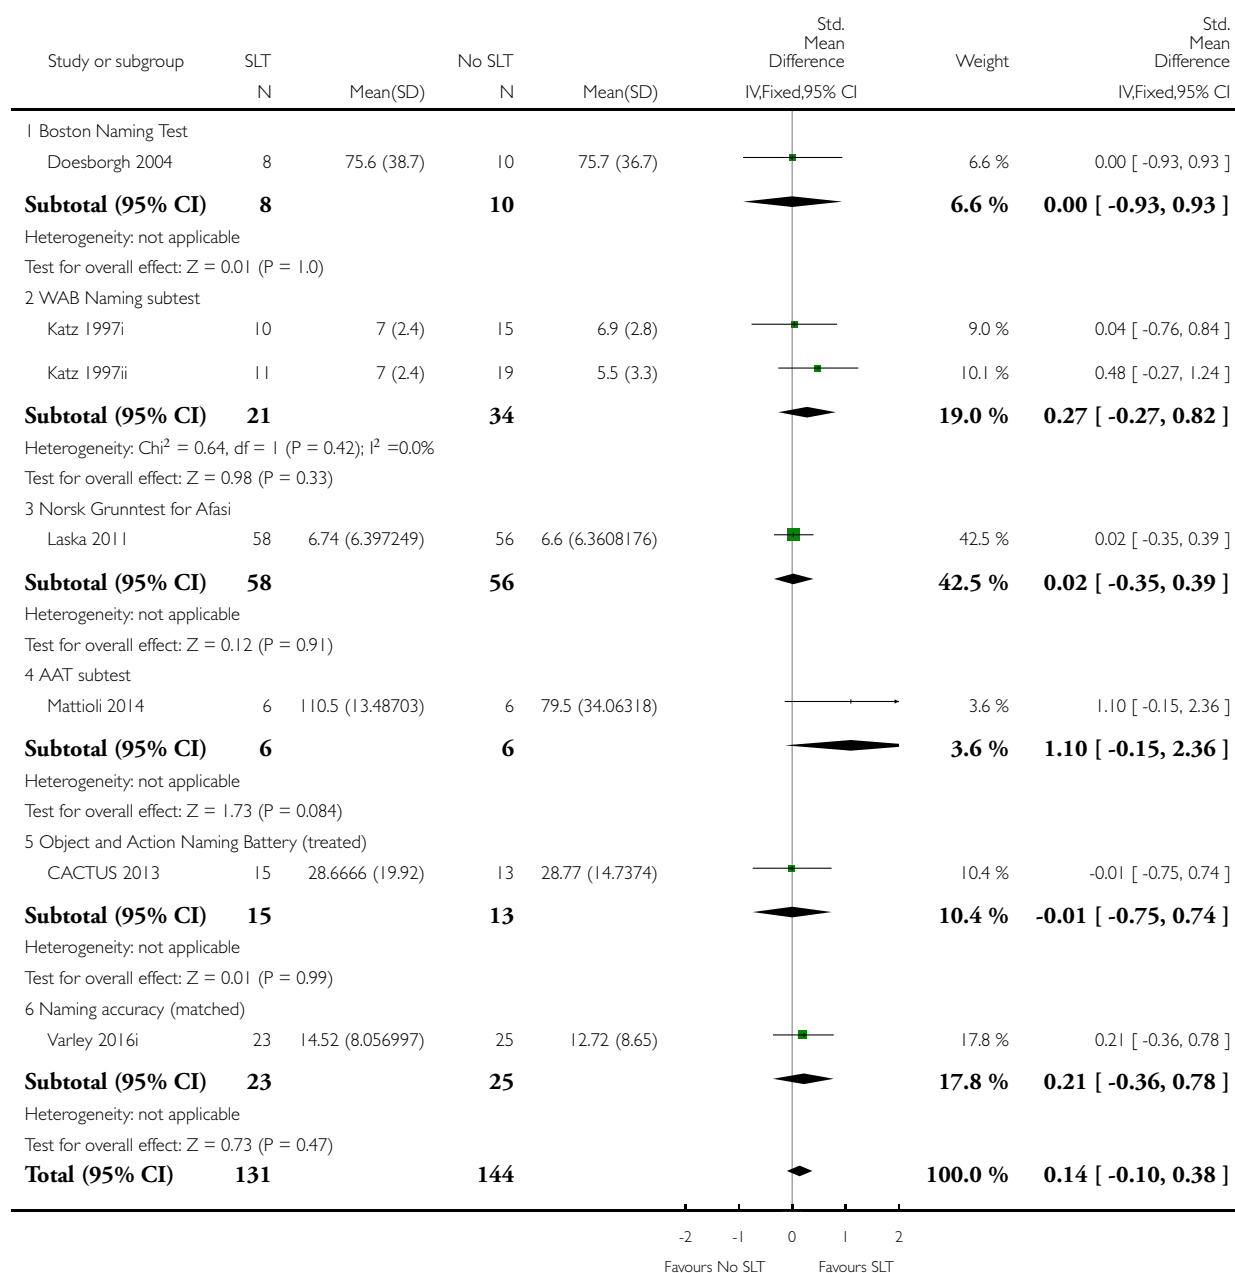 Std. Mean Difference Std. Mean Difference
Study or subgroup SLT No SLT Weight
N Mean(SD) N Mean(SD) IV,Fixed,95% CI IV,Fixed,95% CI
1 Boston Naming Test
Doesborgh 2004 8 75.6 (38.7) 10 75.7 (36.7) 6.6 % 0.00 [ -0.93, 0.93 ]
Subtotal (95% CI) 8 10 6.6 % 0.00 [ -0.93, 0.93 ]
Heterogeneity: not applicable
Test for overall effect: Z = 0.01 (P = 1.0)
2 WAB Naming subtest
Katz 1997i 10 7 (2.4) 15 6.9 (2.8) 9.0 % 0.04 [ -0.76, 0.84 ]
Katz 1997ii 11 7 (2.4) 19 5.5 (3.3) 10.1 % 0.48 [ -0.27, 1.24 ]
Subtotal (95% CI) 21 34 19.0 % 0.27 [ -0.27, 0.82 ]
Heterogeneity: Chi² = 0.64, df = 1 (P = 0.42); I² =0.0%
Test for overall effect: Z = 0.98 (P = 0.33)
3 Norsk Grunntest for Afasi
Laska 2011 58 6.74 (6.397249) 56 6.6 (6.3608176) 42.5 % 0.02 [ -0.35, 0.39 ]
Subtotal (95% CI) 58 56 42.5 % 0.02 [ -0.35, 0.39 ]
Heterogeneity: not applicable
Test for overall effect: Z = 0.12 (P = 0.91)
4 AAT subtest
Mattioli 2014 6 110.5 (13.48703) 6 79.5 (34.06318) 3.6 % 1.10 [ -0.15, 2.36 ]
Subtotal (95% CI) 6 6 3.6 % 1.10 [ -0.15, 2.36 ]
Heterogeneity: not applicable
Test for overall effect: Z = 1.73 (P = 0.084)
5 Object and Action Naming Battery (treated)
CACTUS 2013 15 28.6666 (19.92) 13 28.77 (14.7374) 10.4 % -0.01 [ -0.75, 0.74 ]
Subtotal (95% CI) 15 13 10.4 % -0.01 [ -0.75, 0.74 ]
Heterogeneity: not applicable
Test for overall effect: Z = 0.01 (P = 0.99)
6 Naming accuracy (matched)
Varley 2016i 23 14.52 (8.056997) 25 12.72 (8.65) 17.8 % 0.21 [ -0.36, 0.78 ]
Subtotal (95% CI) 23 25 17.8 % 0.21 [ -0.36, 0.78 ]
Heterogeneity: not applicable
Test for overall effect: Z = 0.73 (P = 0.47)
Total (95% CI) 131 144 100.0 % 0.14 [ -0.10, 0.38 ]
-2 -1 0 1 2
Favours No SLT Favours SLT